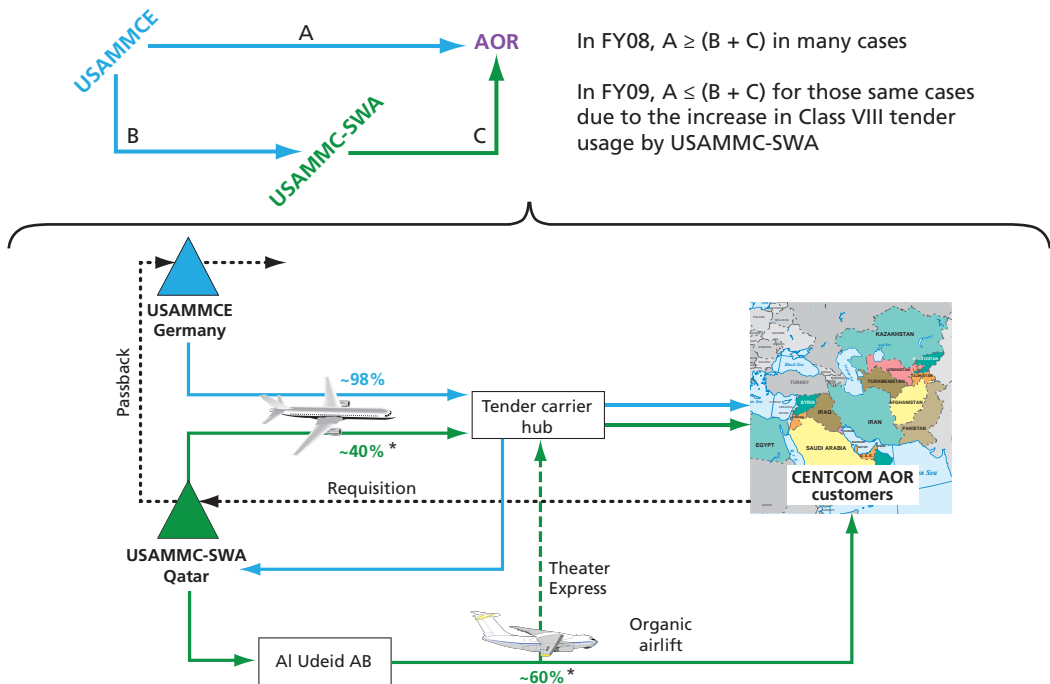 USAMMCE
A
AOR
In FY08, A ≥ (B + C) in many cases
In FY09, A ≤ (B + C) for those same cases
due to the increase in Class VIII tender
usage by USAMMC-SWA
B
USAMMC-SWA
C
USAMMCE
Germany
Passback
~98%
Tender carrier
hub
~40% *
Requisition
KAZAKHSTAN
Black Sea
TURKEY
UZBEKISTAN
TURKMENISTAN
SYRIA
IRAQ
AFGHANISTAN
IRAN
PAKISTAN
EGYPT
SAUDI ARABIA
CENTCOM AOR
customers
USAMMC-SWA
Qatar
Theater
Express
Organic
airlift
Al Udeid AB
~60% *